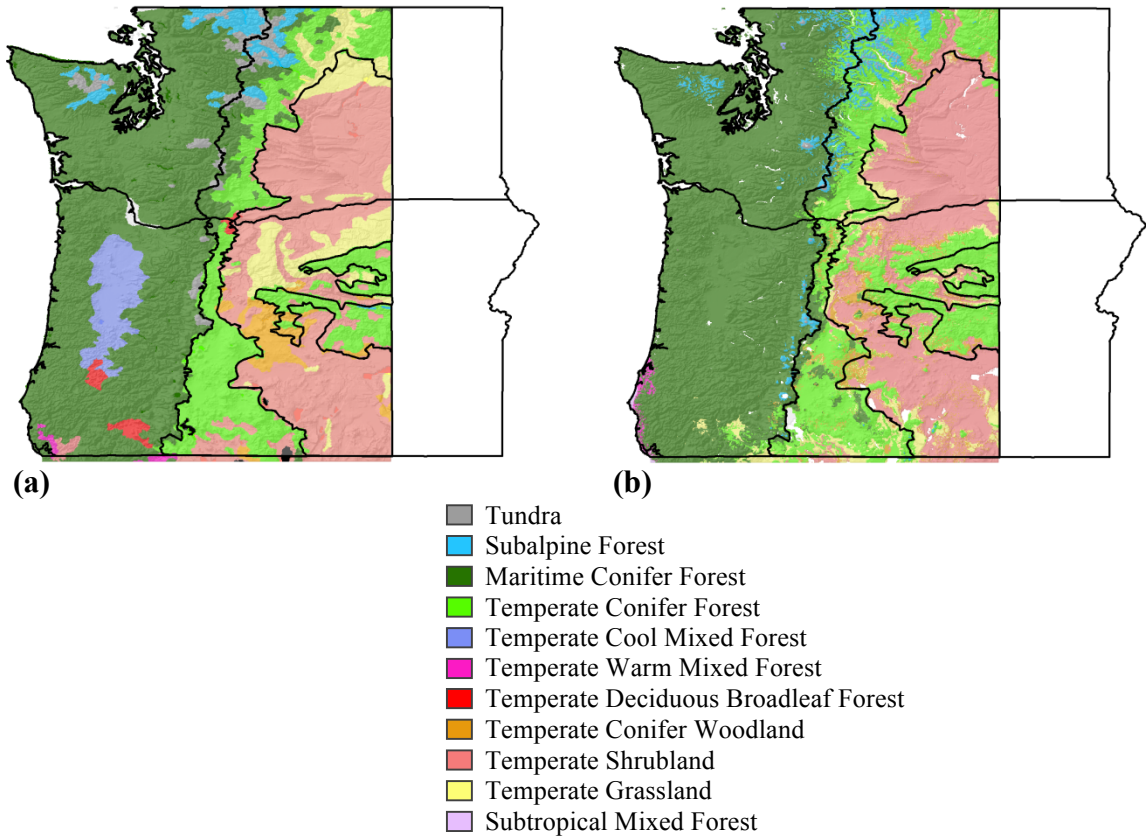 (a)
(b)
Tundra
Subalpine Forest
Maritime Conifer Forest
Temperate Conifer Forest
Temperate Cool Mixed Forest
Temperate Warm Mixed Forest
Temperate Deciduous Broadleaf Forest
Temperate Conifer Woodland
Temperate Shrubland
Temperate Grassland
Subtropical Mixed Forest